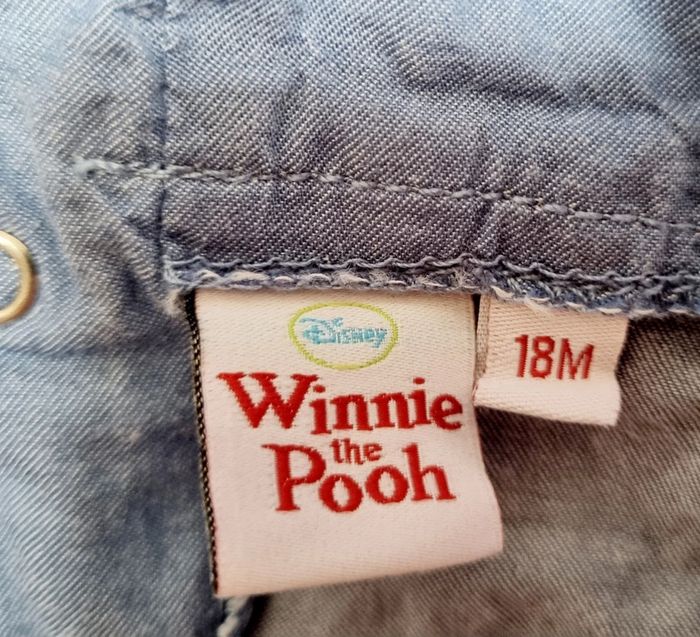 Disney
Winnie
the
Pooh
18M